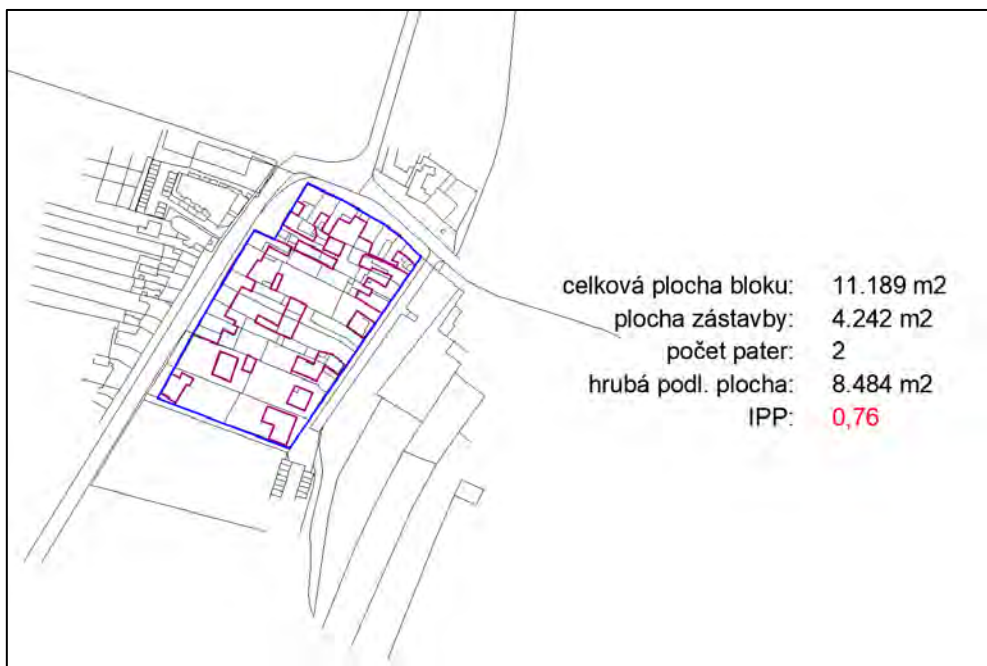 celková plocha bloku: 11.189 m2
plocha zástavby: 4.242 m2
počet pater: 2
hrubá podl. plocha: 8.484 m2
IPP: 0,76